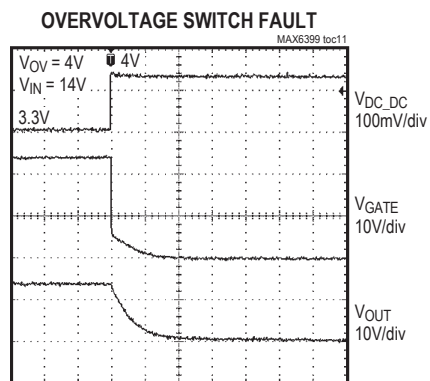 OVERVOLTAGE SWITCH FAULT
MAX6399 toc11
VOV = 4V
4V
VIN = 14V
3.3V
VDC_DC
100mV/div
VGATE
10V/div
VOUT
10V/div